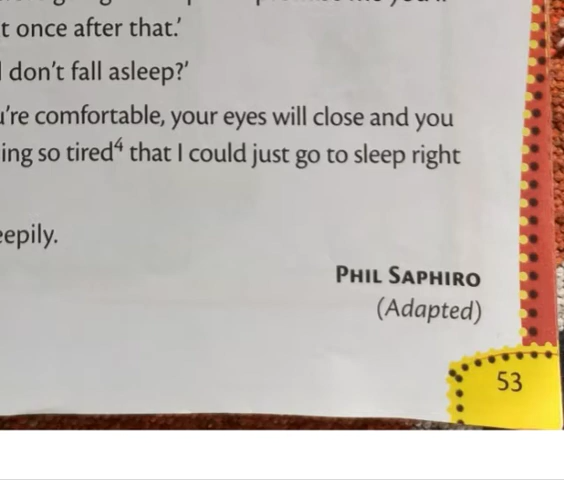 t once after that.'
don't fall asleep?'
u're comfortable, your eyes will close and you
ing so tired⁴ that I could just go to sleep right
eepily.
PHIL SAPHIRO
(Adapted)
53